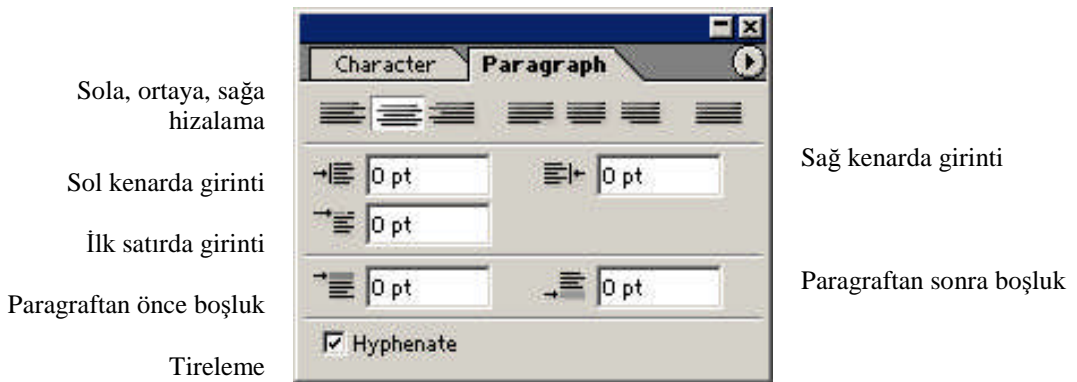 Character
Paragraph
Sola, ortaya, sağa
hizalama
Sol kenarda girinti
0 pt
0 pt
Sağ kenarda girinti
İlk satırda girinti
0 pt
Paragraftan önce boşluk
0 pt
0 pt
Paragraftan sonra boşluk
Tireleme
Hyphenate